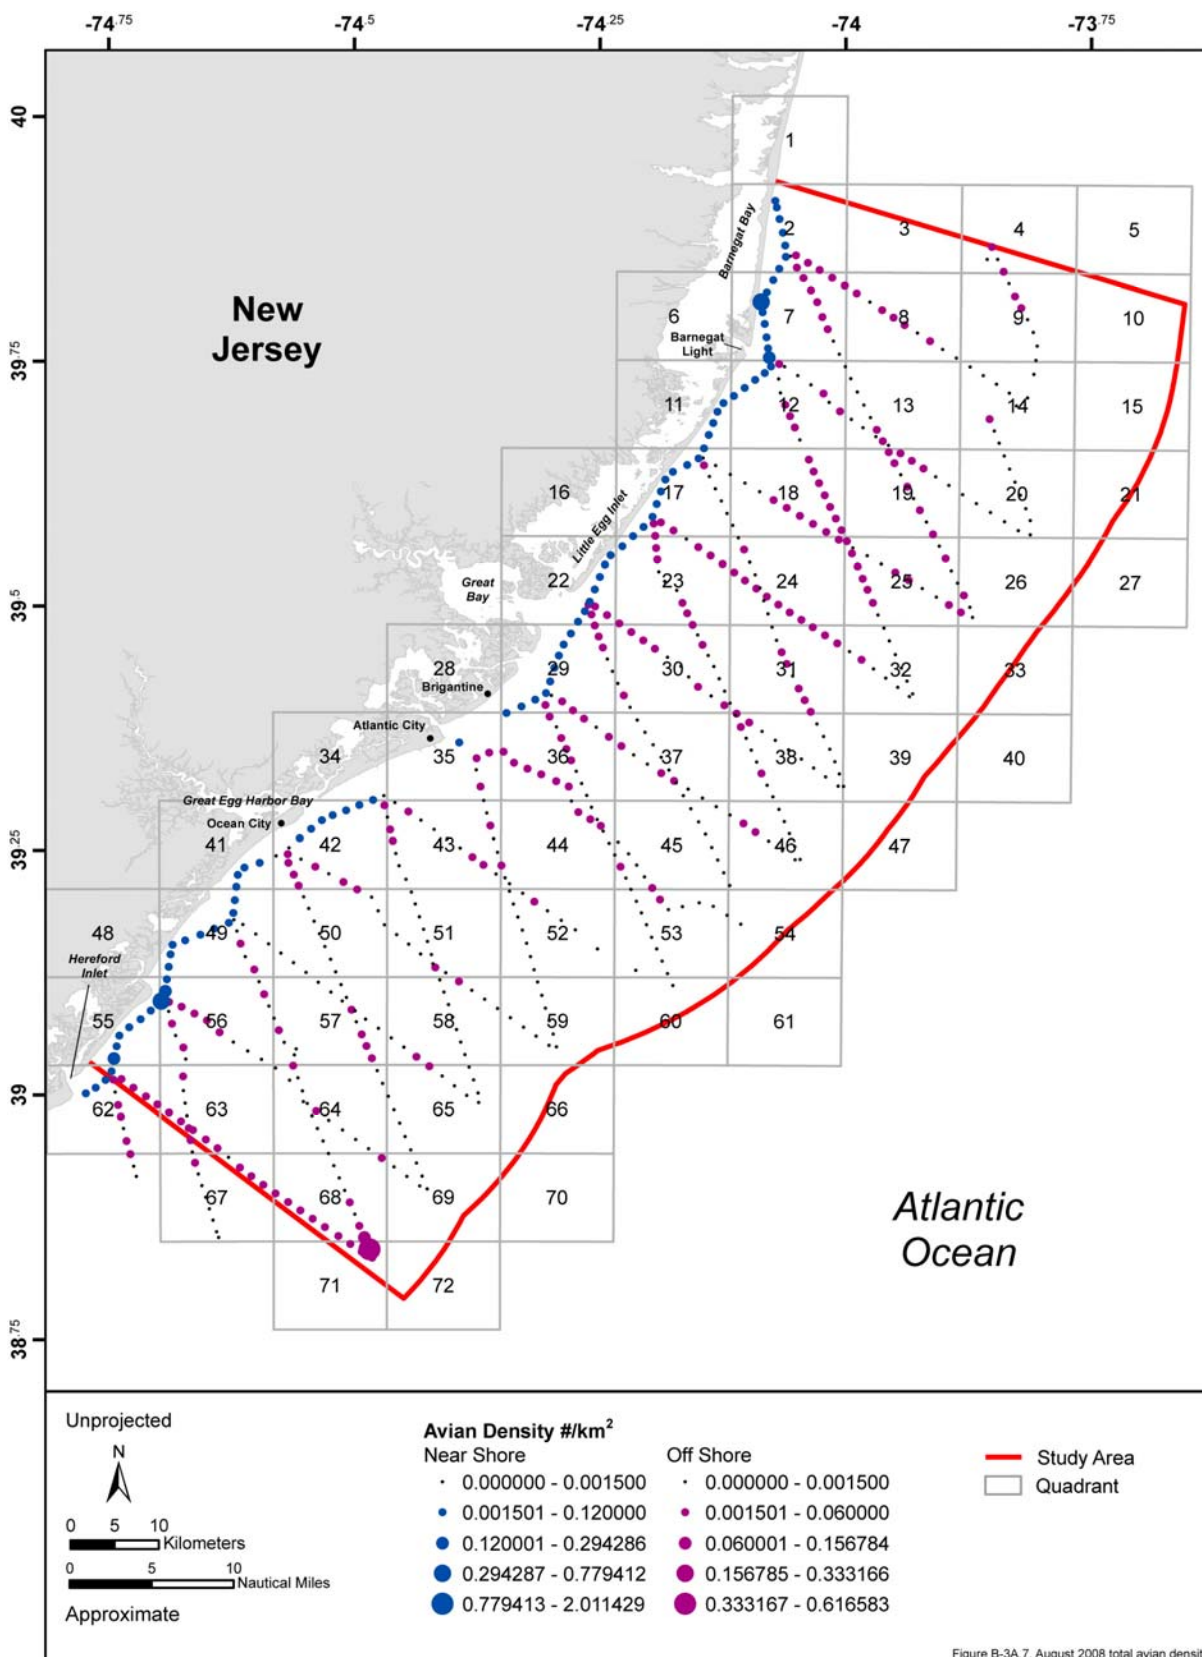 -74.75 -74.5 -74.25 -74 -73.75
40
39.75
39.5
39.25
39
38.75
1
2 3 4 5
Barnegat Bay
New
Jersey
6 7 8 9 10
Barnegat
Light
11 12 13 14 15
16 17 18 19 20 21
Little Egg Inlet
Great
Bay
22 23 24 25 26 27
28 29 30 31 32 33
Brigantine
Atlantic City
34 35 36 37 38 39 40
Great Egg Harbor Bay
Ocean City
41 42 43 44 45 46 47
48 49 50 51 52 53 54
Hereford
Inlet
55 56 57 58 59 60 61
62 63 64 65 66
67 68 69 70
Atlantic
Ocean
71 72
Unprojected
N
0 5 10
Kilometers
0 5 10
Nautical Miles
Approximate
Avian Density #/km²
Near Shore
0.000000 - 0.001500
0.001501 - 0.120000
0.120001 - 0.294286
0.294287 - 0.779412
0.779413 - 2.011429
Off Shore
0.000000 - 0.001500
0.001501 - 0.060000
0.060001 - 0.156784
0.156785 - 0.333166
0.333167 - 0.616583
Study Area
Quadrant
Figure B-3A.7. August 2008 total avian densit